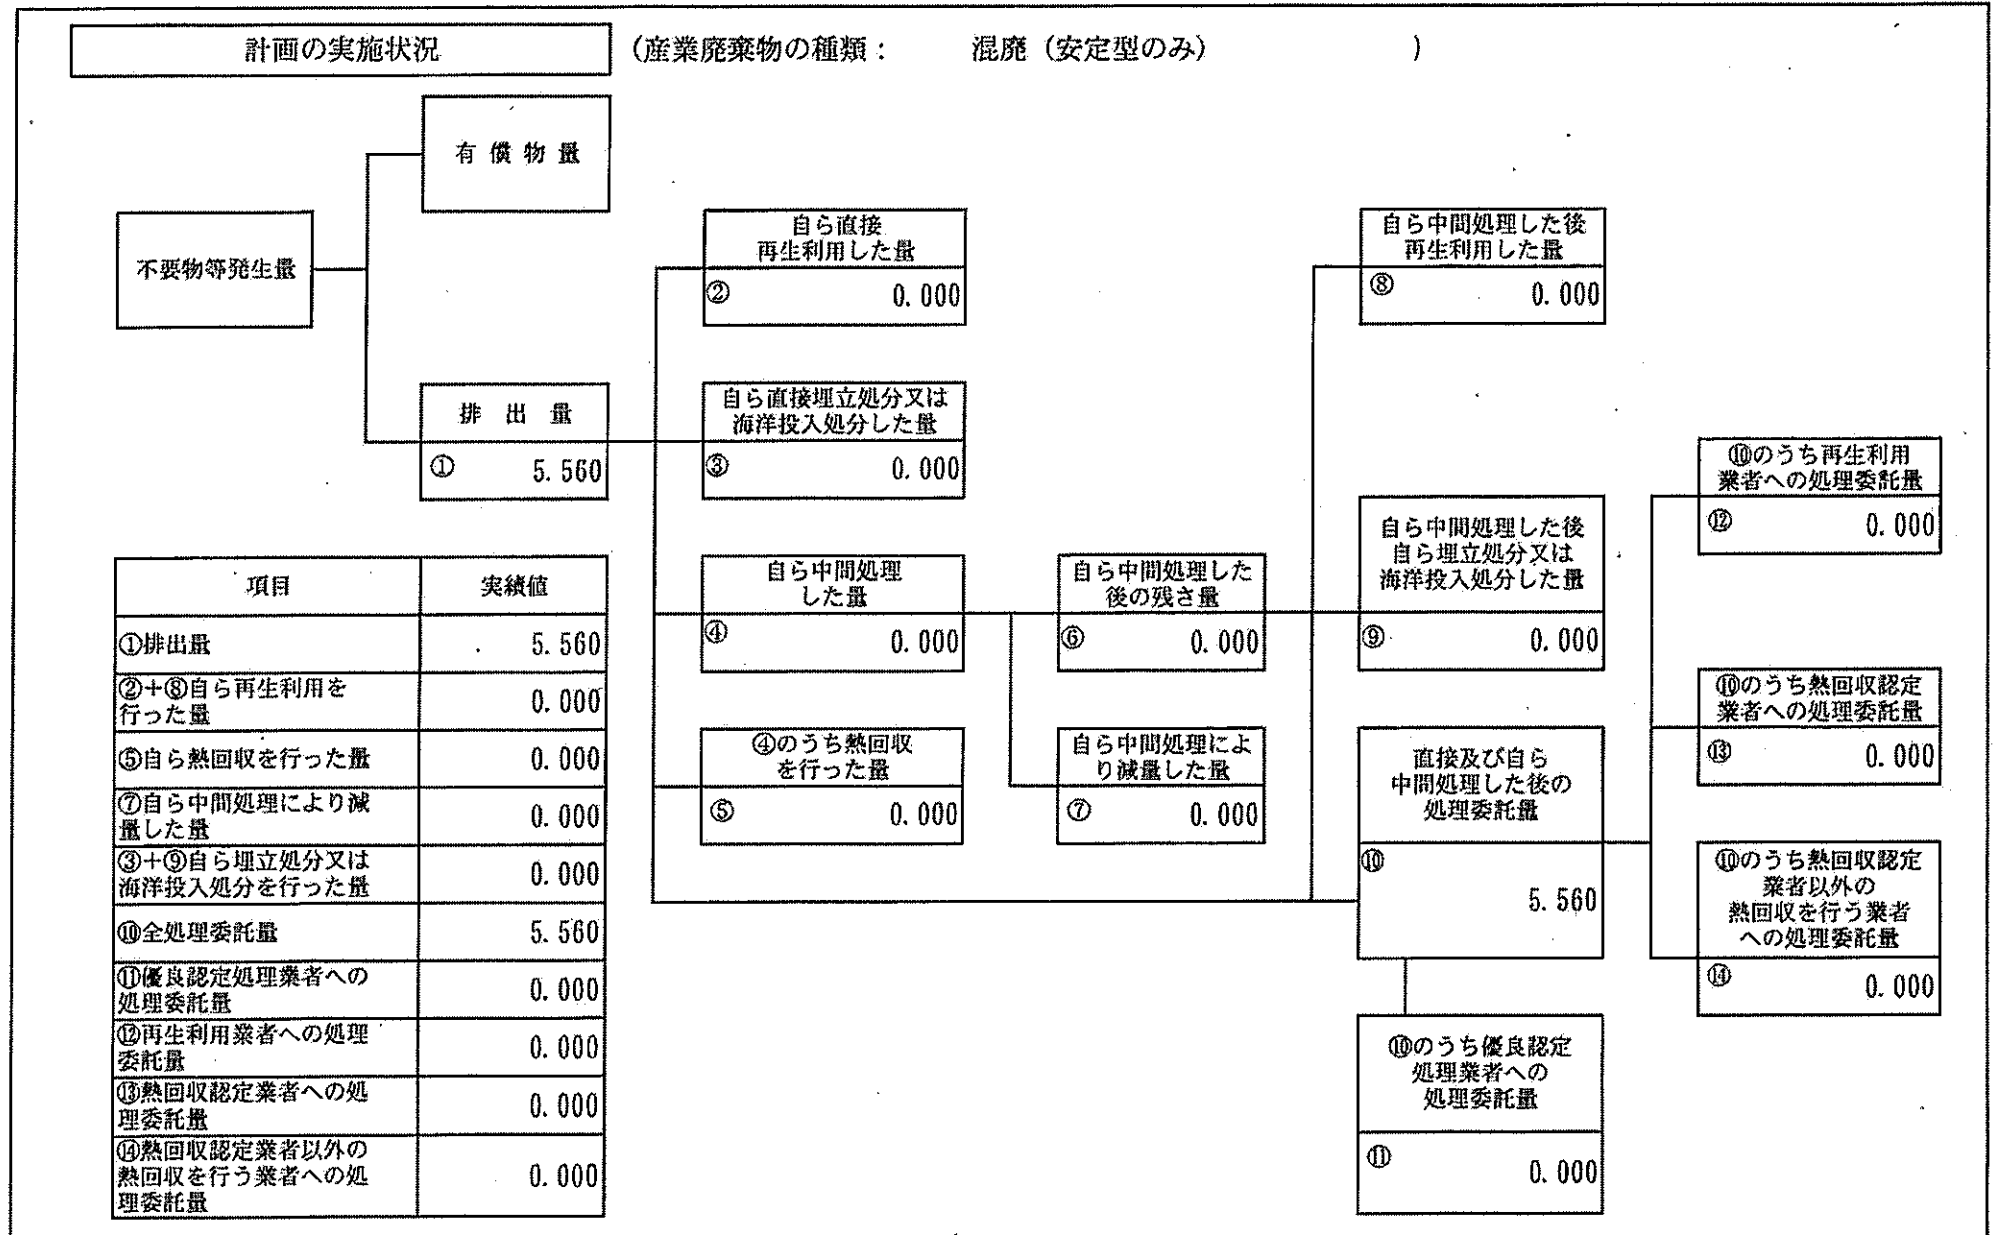 計画の実施状況
（産業廃棄物の種類： 混廃（安定型のみ） ）
有償物量
不要物等発生量
自ら直接
再生利用した量
② 0.000
自ら中間処理した後
再生利用した量
⑧ 0.000
排出量
① 5.560
自ら直接埋立処分又は
海洋投入処分した量
③ 0.000
⑩のうち再生利用
業者への処理委託量
⑫ 0.000
自ら中間処理
した量
④ 0.000
自ら中間処理した
後の残さ量
⑥ 0.000
自ら中間処理した後
自ら埋立処分又は
海洋投入処分した量
⑨ 0.000
⑩のうち熱回収認定
業者への処理委託量
⑬ 0.000
④のうち熱回収
を行った量
⑤ 0.000
自ら中間処理によ
り減量した量
⑦ 0.000
直接及び自ら
中間処理した後の
処理委託量
⑩
5.560
⑩のうち熱回収認定
業者以外の
熱回収を行う業者
への処理委託量
⑭ 0.000
⑩のうち優良認定
処理業者への
処理委託量
⑪ 0.000
項目 実績値
①排出量 5.560
②＋⑧自ら再生利用を
行った量 0.000
⑤自ら熱回収を行った量 0.000
⑦自ら中間処理により減
量した量 0.000
③＋⑨自ら埋立処分又は
海洋投入処分を行った量 0.000
⑩全処理委託量 5.560
⑪優良認定処理業者への
処理委託量 0.000
⑫再生利用業者への処理
委託量 0.000
⑬熱回収認定業者への処
理委託量 0.000
⑭熱回収認定業者以外の
熱回収を行う業者への処
理委託量 0.000